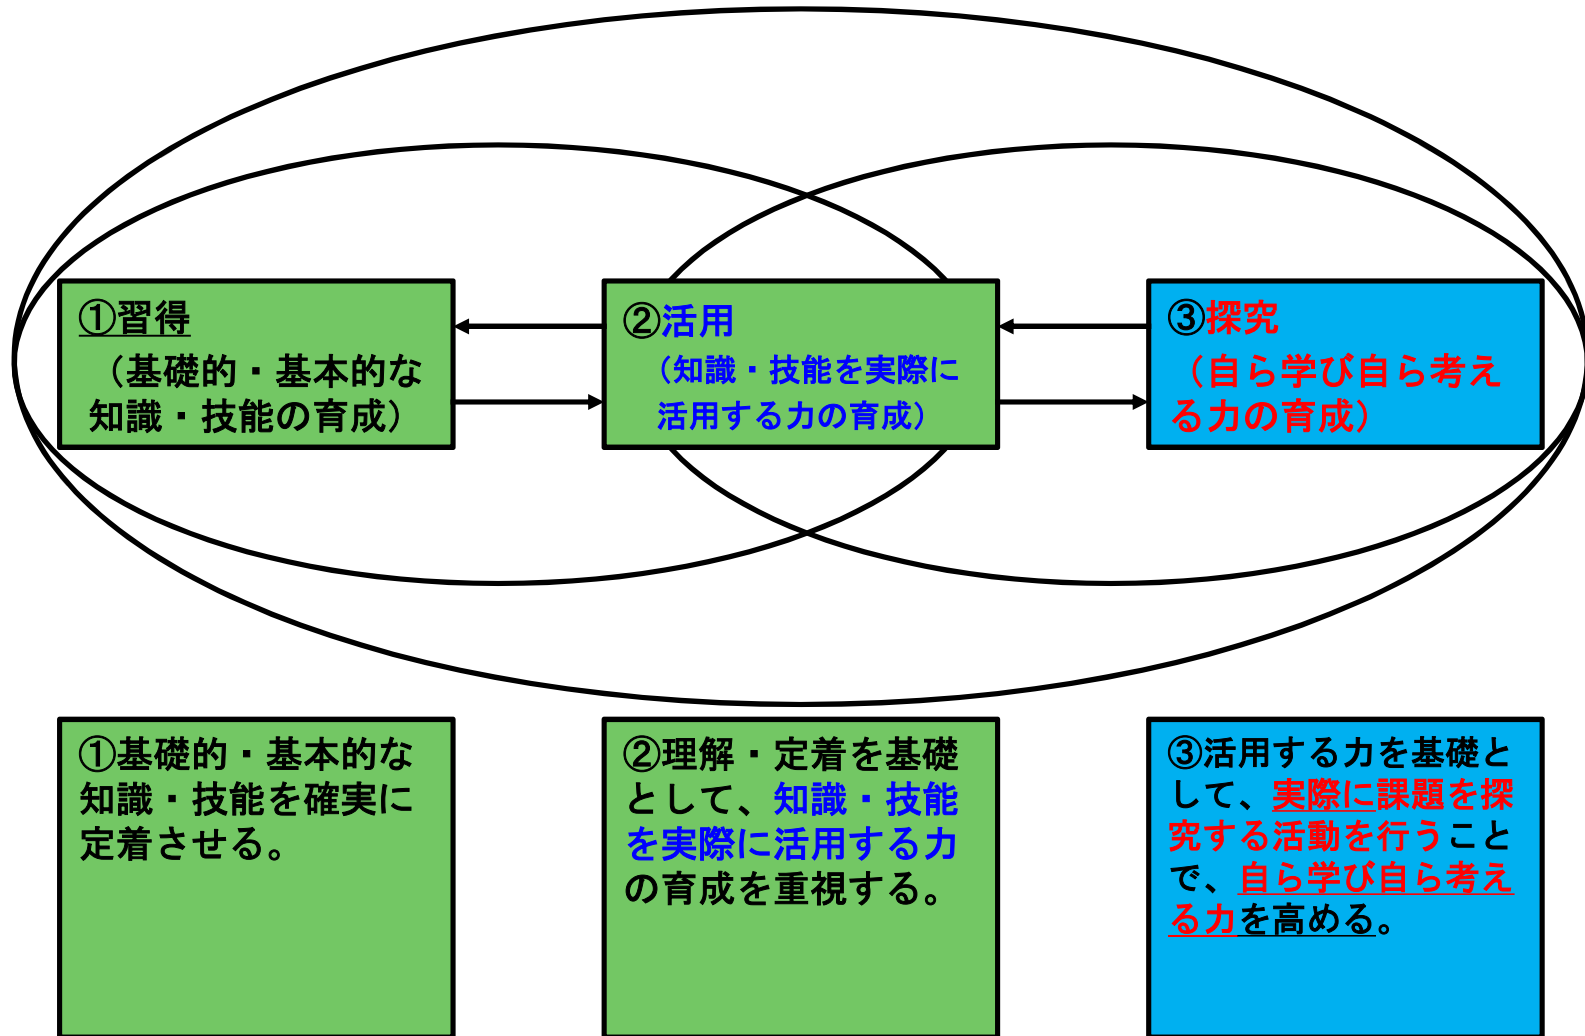 ①習得
（基礎的・基本的な
知識・技能の育成）
②活用
（知識・技能を実際に
活用する力の育成）
③探究
（自ら学び自ら考え
る力の育成）
①基礎的・基本的な
知識・技能を確実に
定着させる。
②理解・定着を基礎
として、知識・技能
を実際に活用する力
の育成を重視する。
③活用する力を基礎と
して、実際に課題を探
究する活動を行うこと
で、自ら学び自ら考え
る力を高める。